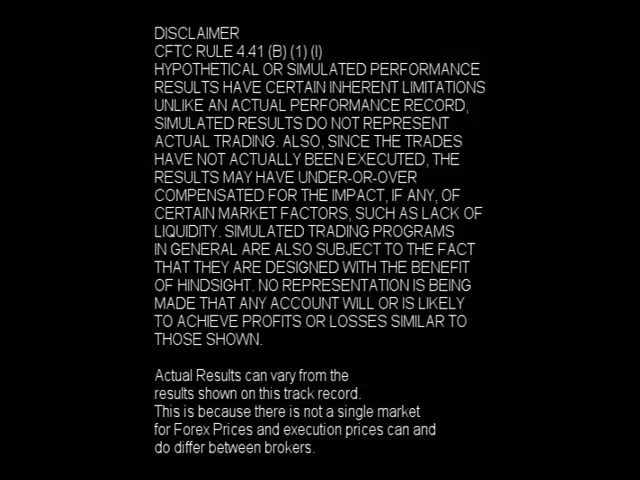 DISCLAIMER
CFTC RULE 4.41 (B) (1) (I)
HYPOTHETICAL OR SIMULATED PERFORMANCE
RESULTS HAVE CERTAIN INHERENT LIMITATIONS
UNLIKE AN ACTUAL PERFORMANCE RECORD,
SIMULATED RESULTS DO NOT REPRESENT
ACTUAL TRADING. ALSO, SINCE THE TRADES
HAVE NOT ACTUALLY BEEN EXECUTED, THE
RESULTS MAY HAVE UNDER-OR-OVER
COMPENSATED FOR THE IMPACT, IF ANY, OF
CERTAIN MARKET FACTORS, SUCH AS LACK OF
LIQUIDITY. SIMULATED TRADING PROGRAMS
IN GENERAL ARE ALSO SUBJECT TO THE FACT
THAT THEY ARE DESIGNED WITH THE BENEFIT
OF HINDSIGHT. NO REPRESENTATION IS BEING
MADE THAT ANY ACCOUNT WILL OR IS LIKELY
TO ACHIEVE PROFITS OR LOSSES SIMILAR TO
THOSE SHOWN.
Actual Results can vary from the
results shown on this track record.
This is because there is not a single market
for Forex Prices and execution prices can and
do differ between brokers.